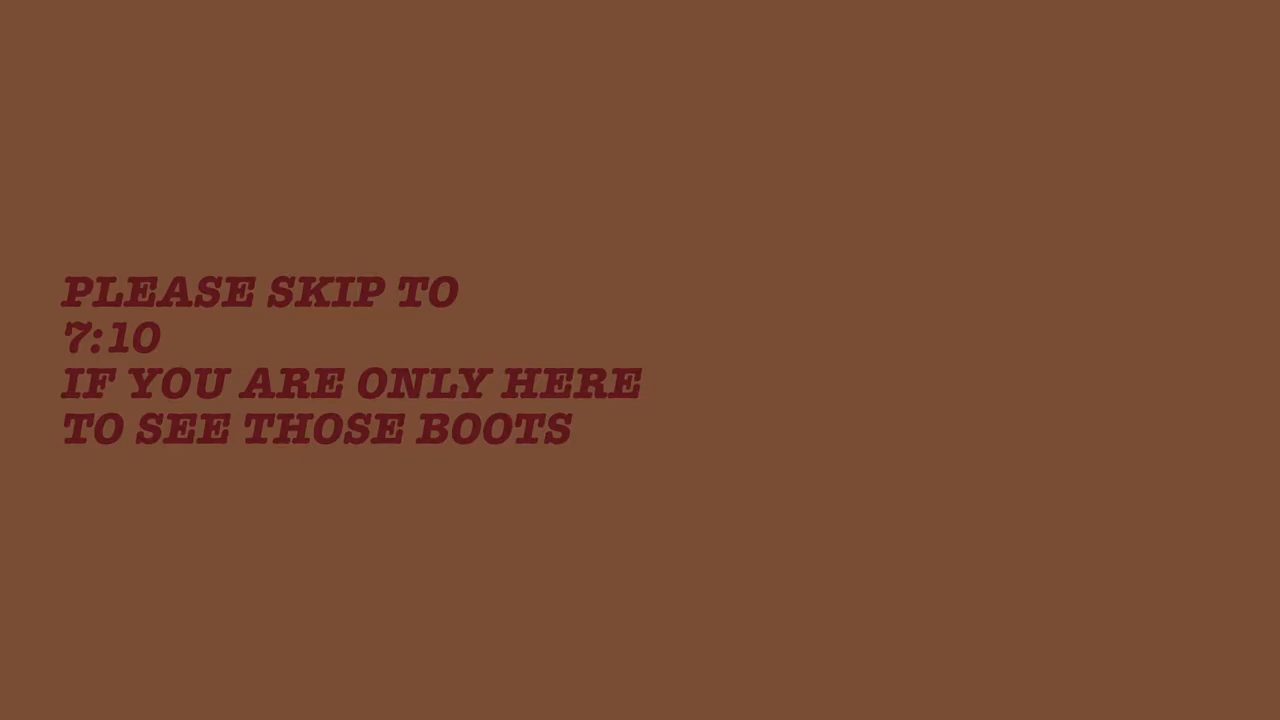 PLEASE SKIP TO
7:10
IF YOU ARE ONLY HERE
TO SEE THOSE BOOTS